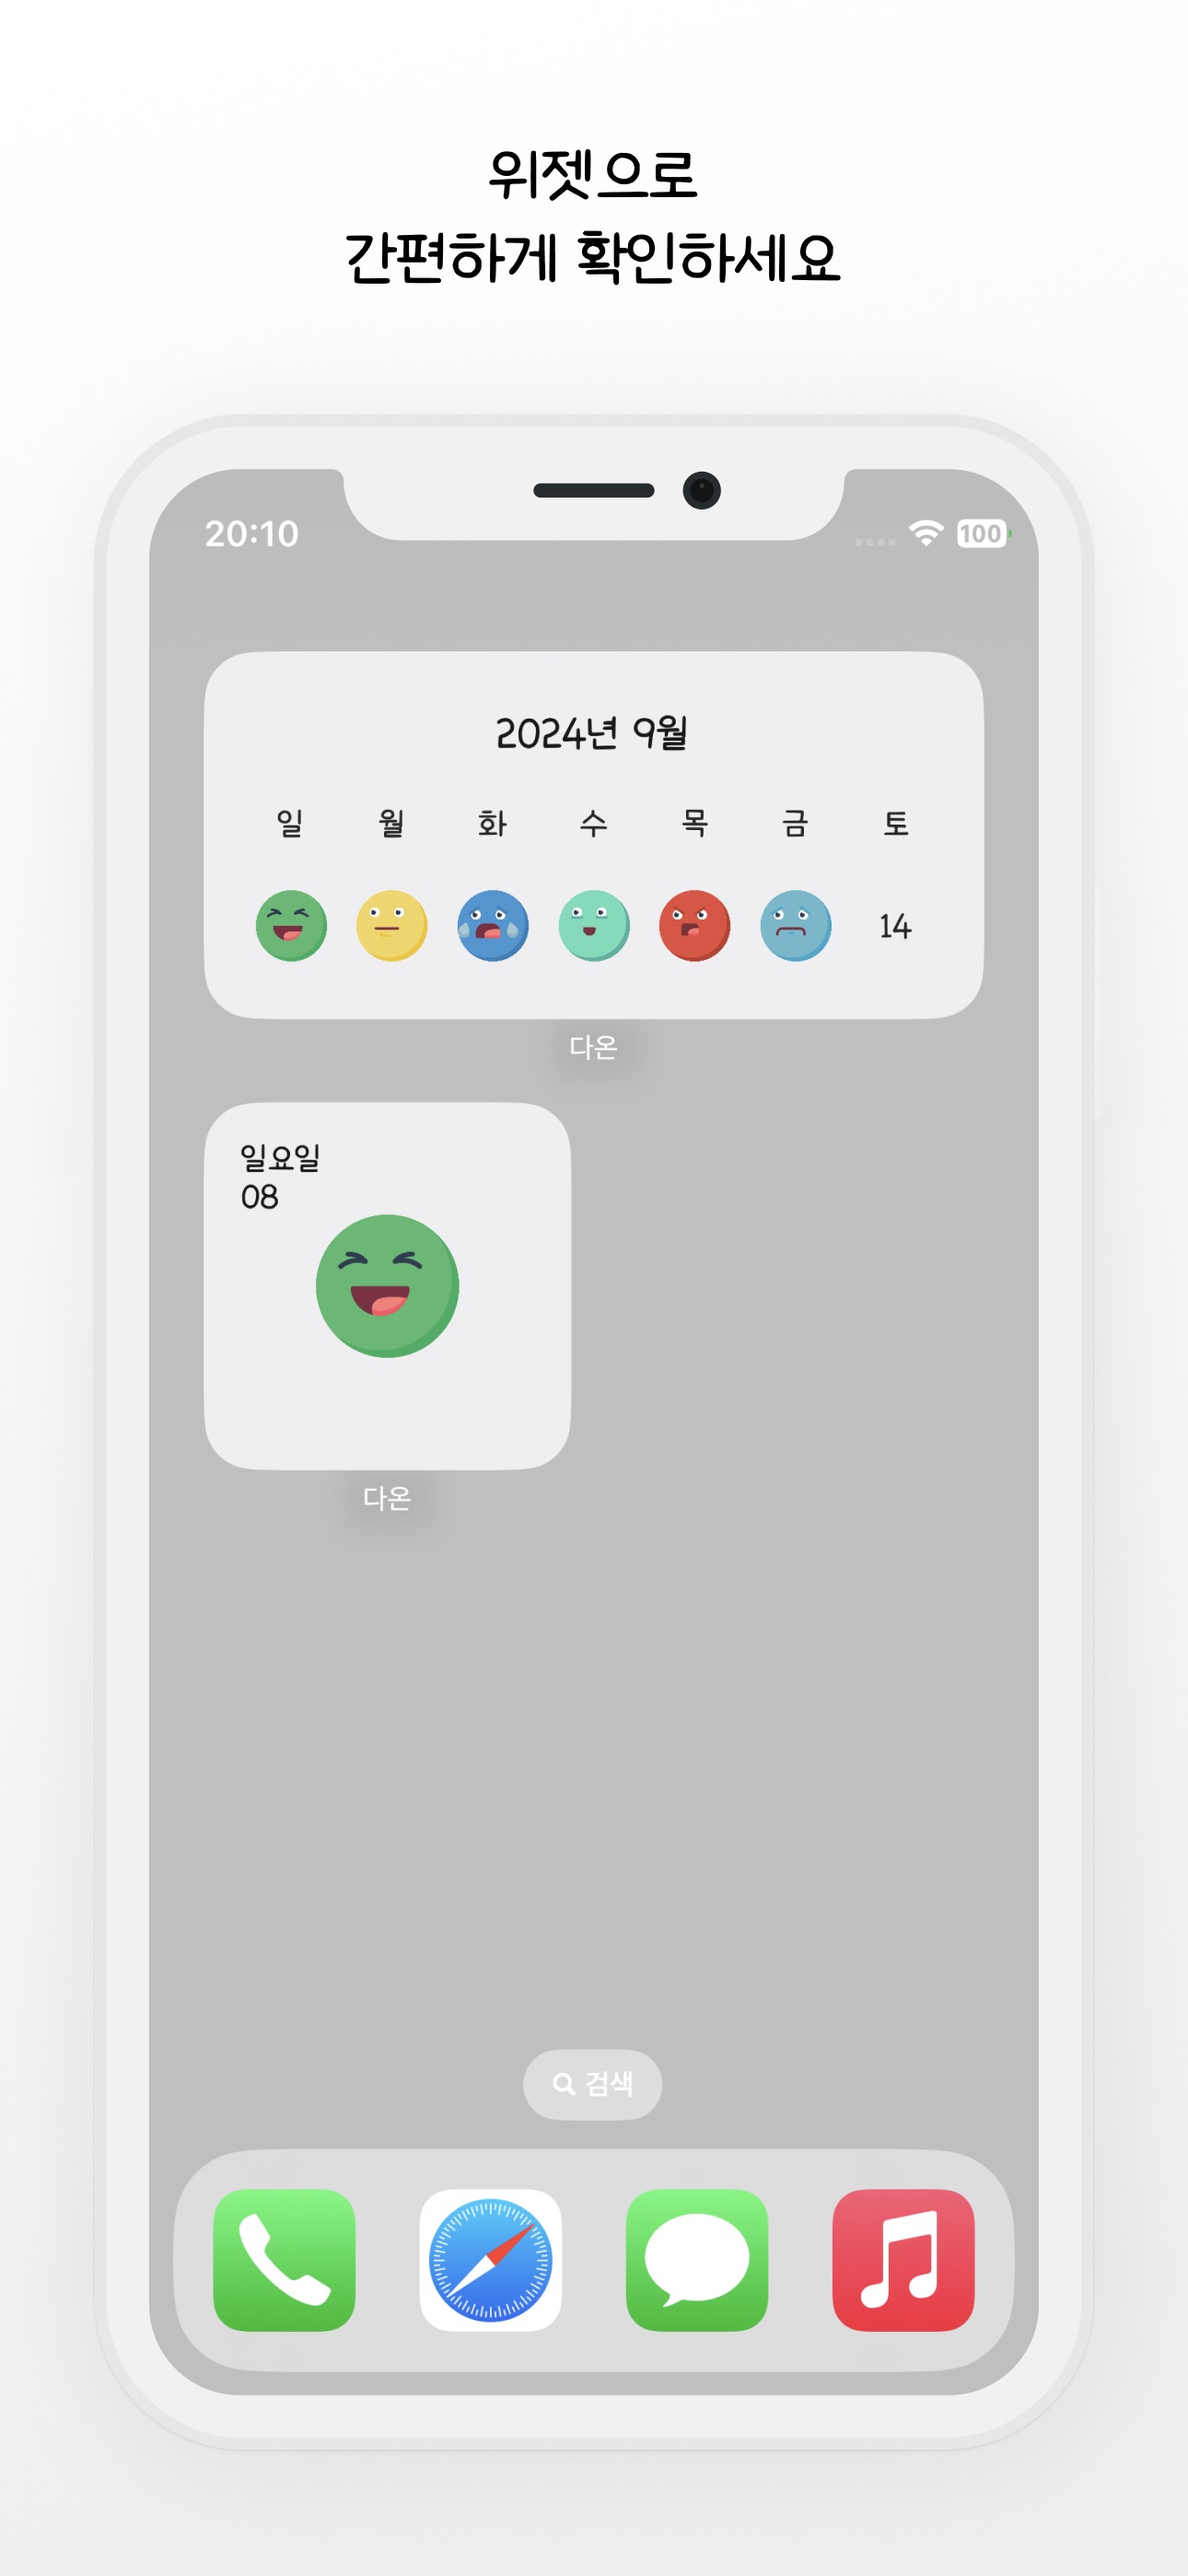 위젯으로
간편하게 확인하세요
20:10
100
2024년 9월
일 월 화 수 목 금 토
14
다온
일요일
08
다온
검색